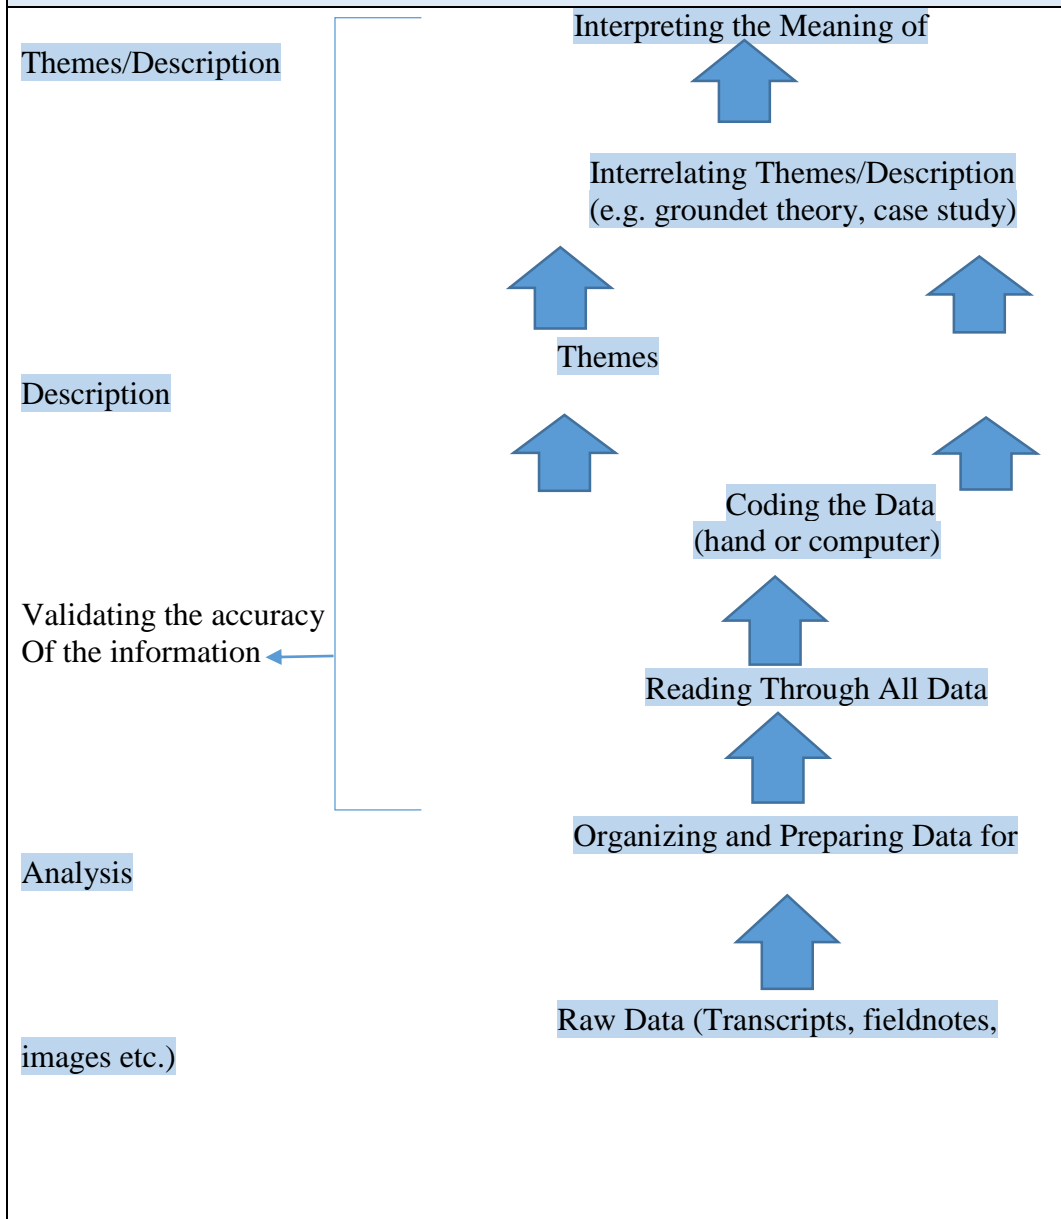 Interpreting the Meaning of
Themes/Description
Interrelating Themes/Description
(e.g. groundet theory, case study)
Themes
Description
Coding the Data
(hand or computer)
Validating the accuracy
Of the information
Reading Through All Data
Organizing and Preparing Data for
Analysis
Raw Data (Transcripts, fieldnotes,
images etc.)